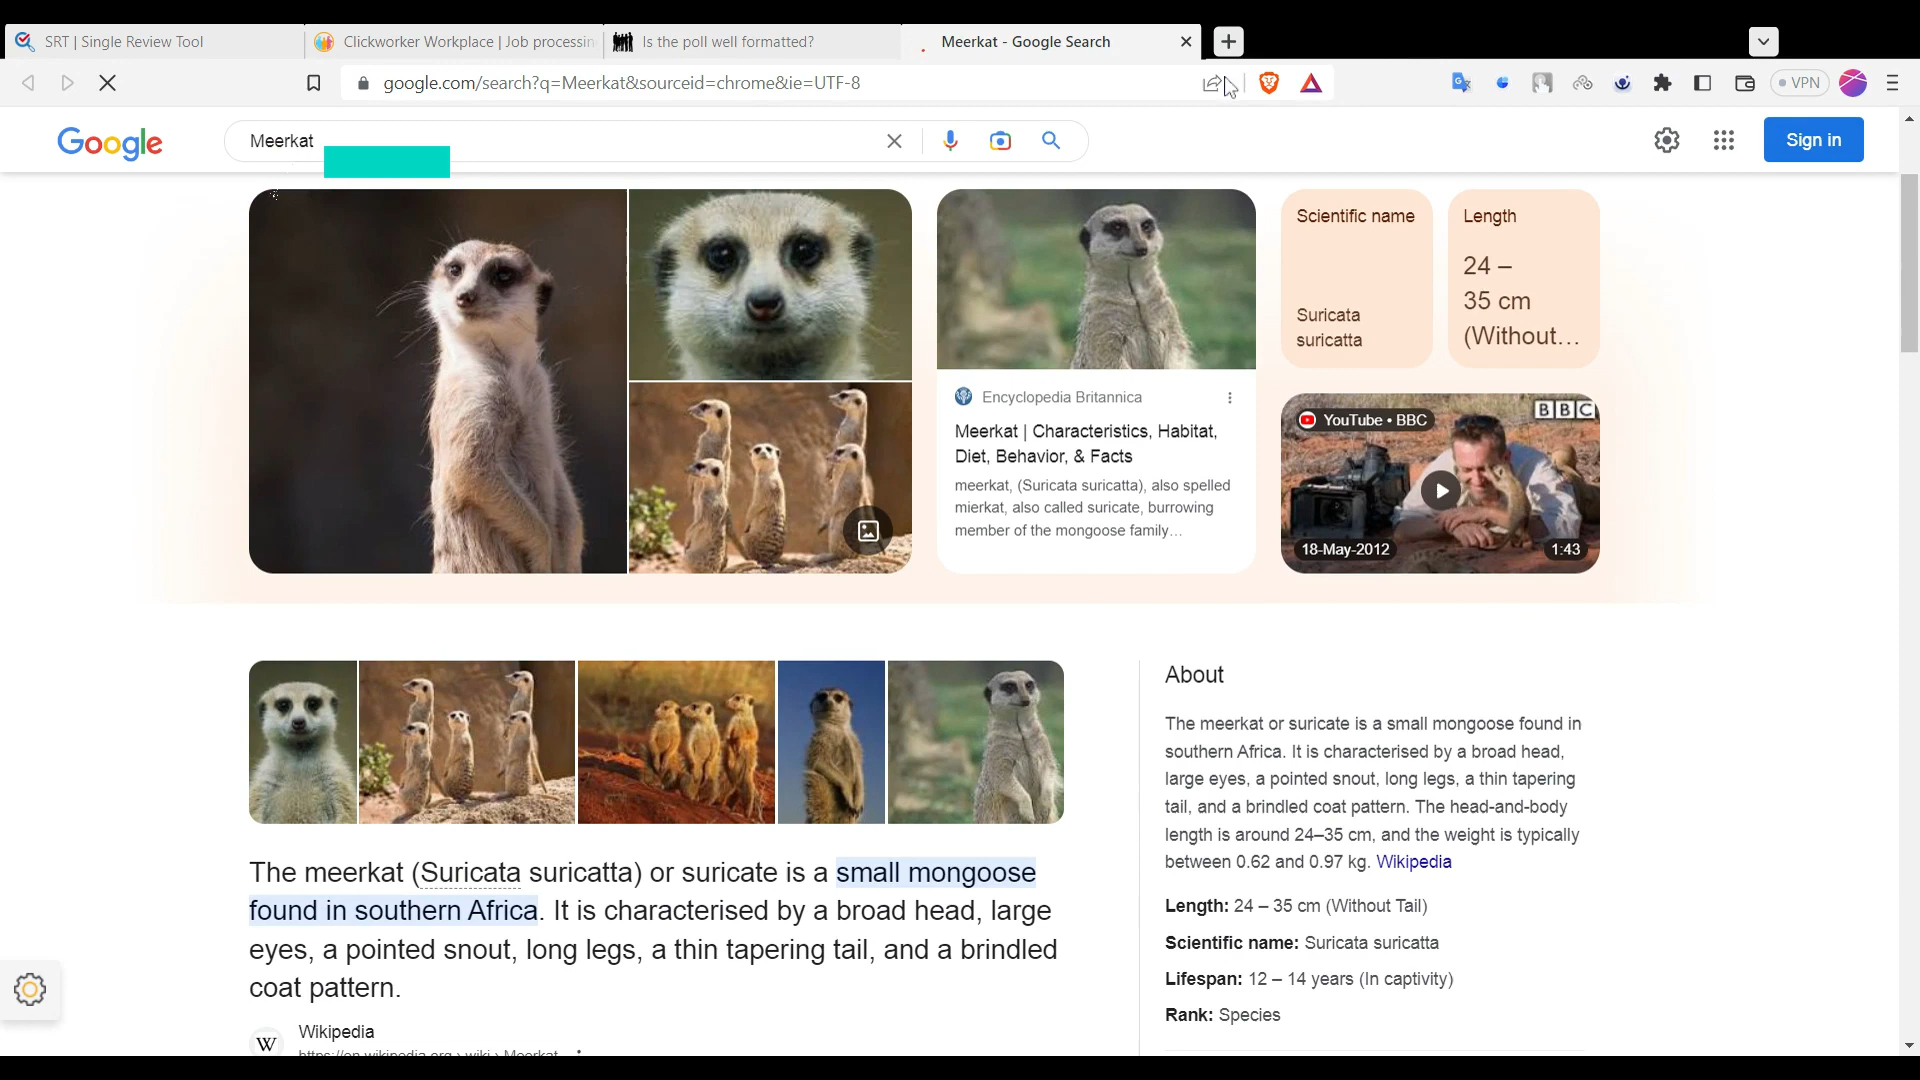 SRT | Single Review Tool
Clickworker Workplace | Job processin
Is the poll well formatted?
Meerkat - Google Search
google.com/search?q=Meerkat&sourceid=chrome&ie=UTF-8
VPN
Google
Meerkat
Sign in
Scientific name
Suricata
suricatta
Length
24 –
35 cm
(Without...
Encyclopedia Britannica
Meerkat | Characteristics, Habitat,
Diet, Behavior, & Facts
meerkat, (Suricata suricatta), also spelled
mierkat, also called suricate, burrowing
member of the mongoose family...
YouTube • BBC
BBC
18-May-2012
1:43
The meerkat (Suricata suricatta) or suricate is a small mongoose
found in southern Africa. It is characterised by a broad head, large
eyes, a pointed snout, long legs, a thin tapering tail, and a brindled
coat pattern.
W
Wikipedia
https://en.wikipedia.org › wiki › Meerkat
About
The meerkat or suricate is a small mongoose found in
southern Africa. It is characterised by a broad head,
large eyes, a pointed snout, long legs, a thin tapering
tail, and a brindled coat pattern. The head-and-body
length is around 24–35 cm, and the weight is typically
between 0.62 and 0.97 kg. Wikipedia
Length: 24 – 35 cm (Without Tail)
Scientific name: Suricata suricatta
Lifespan: 12 – 14 years (In captivity)
Rank: Species